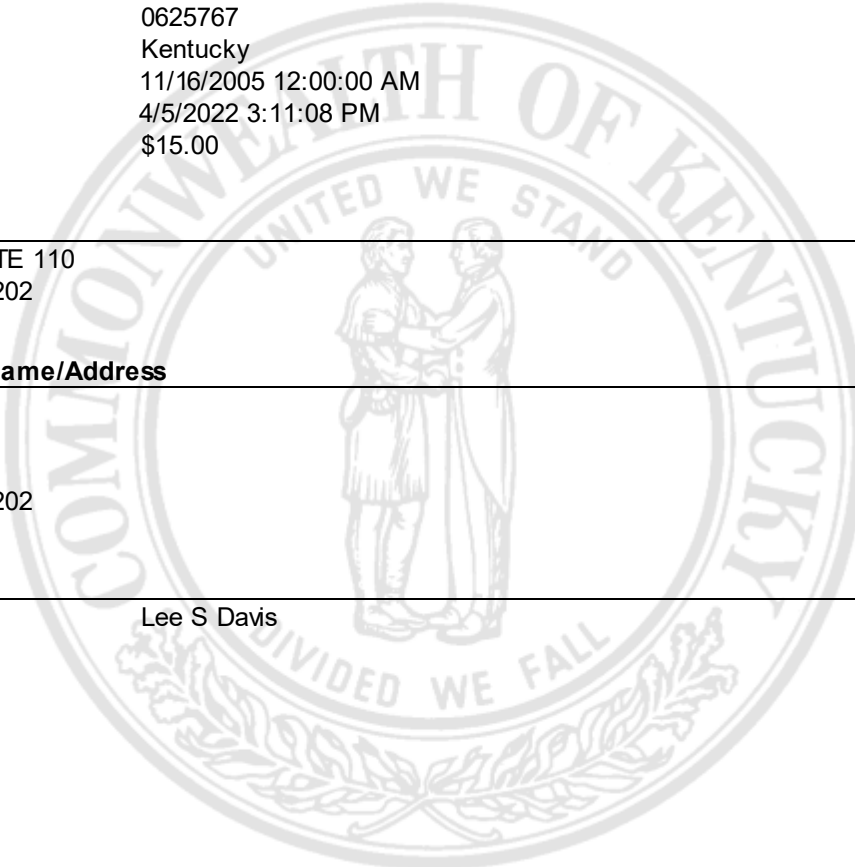 0625767
Kentucky
11/16/2005 12:00:00 AM
4/5/2022 3:11:08 PM
$15.00
COMMONWEALTH OF KENTUCKY
UNITED WE STAND
TE 110
202
ame/Address
202
Lee S Davis
DIVIDED WE FALL